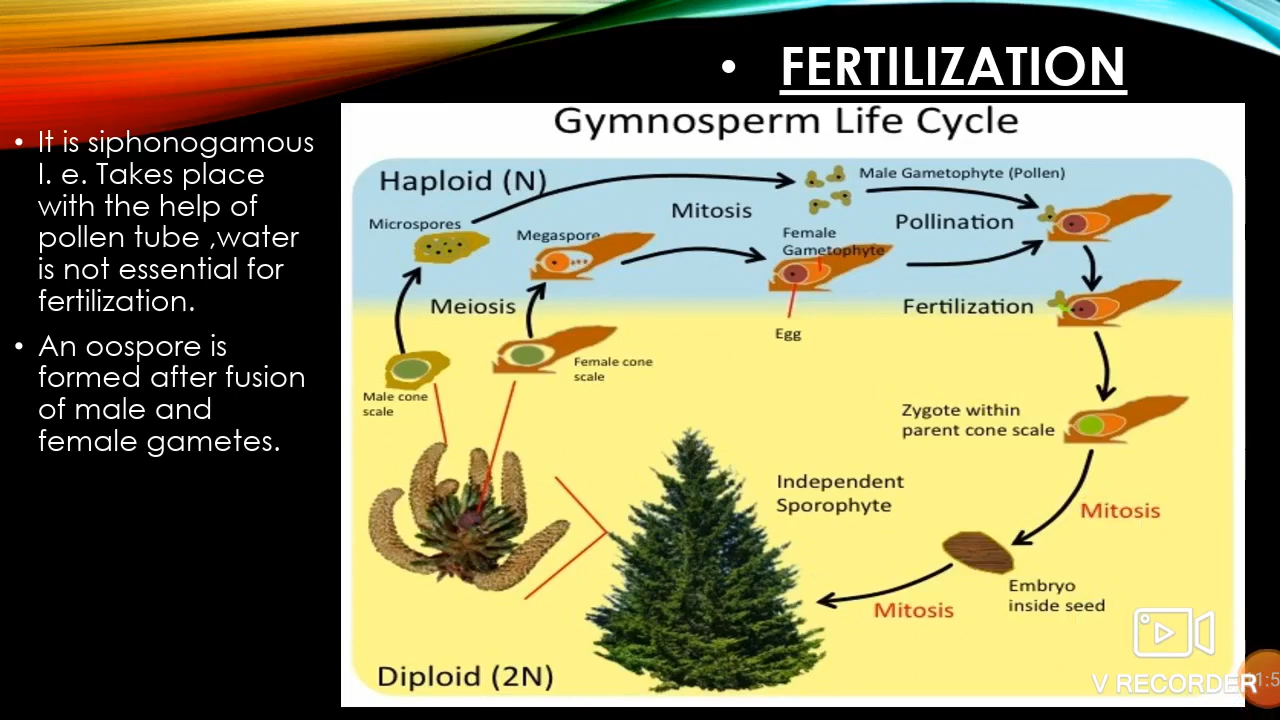 • FERTILIZATION
• It is siphonogamous
I. e. Takes place
with the help of
pollen tube ,water
is not essential for
fertilization.
• An oospore is
formed after fusion
of male and
female gametes.
Gymnosperm Life Cycle
Haploid (N)
Male Gametophyte (Pollen)
Microspores
Mitosis
Megaspore
Female
Gametophyte
Pollination
Meiosis
Fertilization
Egg
Female cone
scale
Male cone
scale
Zygote within
parent cone scale
Independent
Sporophyte
Mitosis
Embryo
inside seed
Mitosis
Diploid (2N)
V RECORDER